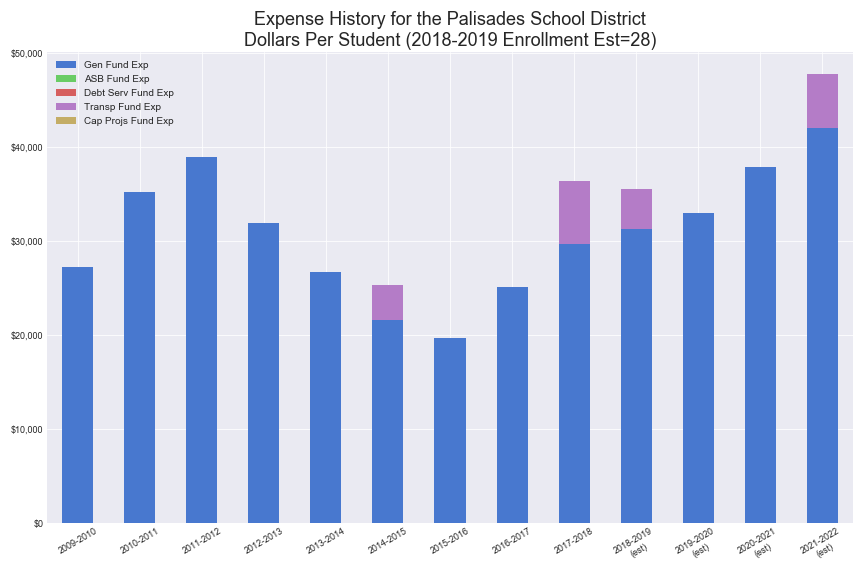 Expense History for the Palisades School District
Dollars Per Student (2018-2019 Enrollment Est=28)
$50,000
$40,000
$30,000
$20,000
$10,000
$0
Gen Fund Exp
ASB Fund Exp
Debt Serv Fund Exp
Transp Fund Exp
Cap Projs Fund Exp
2009-2010
2010-2011
2011-2012
2012-2013
2013-2014
2014-2015
2015-2016
2016-2017
2017-2018
2018-2019
(est)
2019-2020
(est)
2020-2021
(est)
2021-2022
(est)